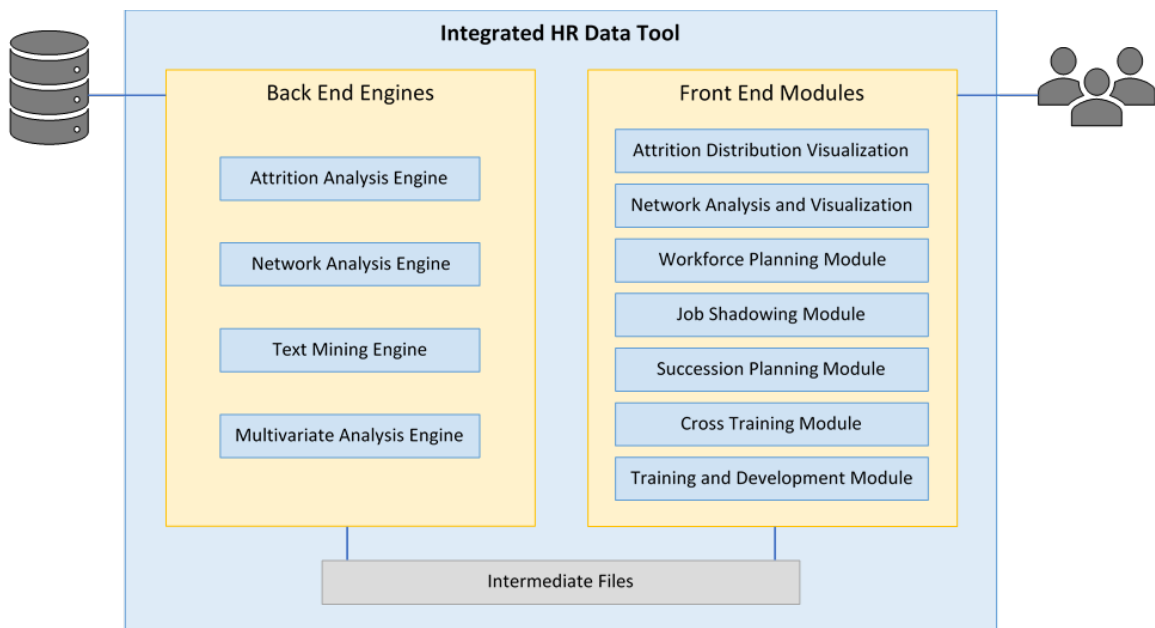 Integrated HR Data Tool
Back End Engines
Attrition Analysis Engine
Network Analysis Engine
Text Mining Engine
Multivariate Analysis Engine
Front End Modules
Attrition Distribution Visualization
Network Analysis and Visualization
Workforce Planning Module
Job Shadowing Module
Succession Planning Module
Cross Training Module
Training and Development Module
Intermediate Files